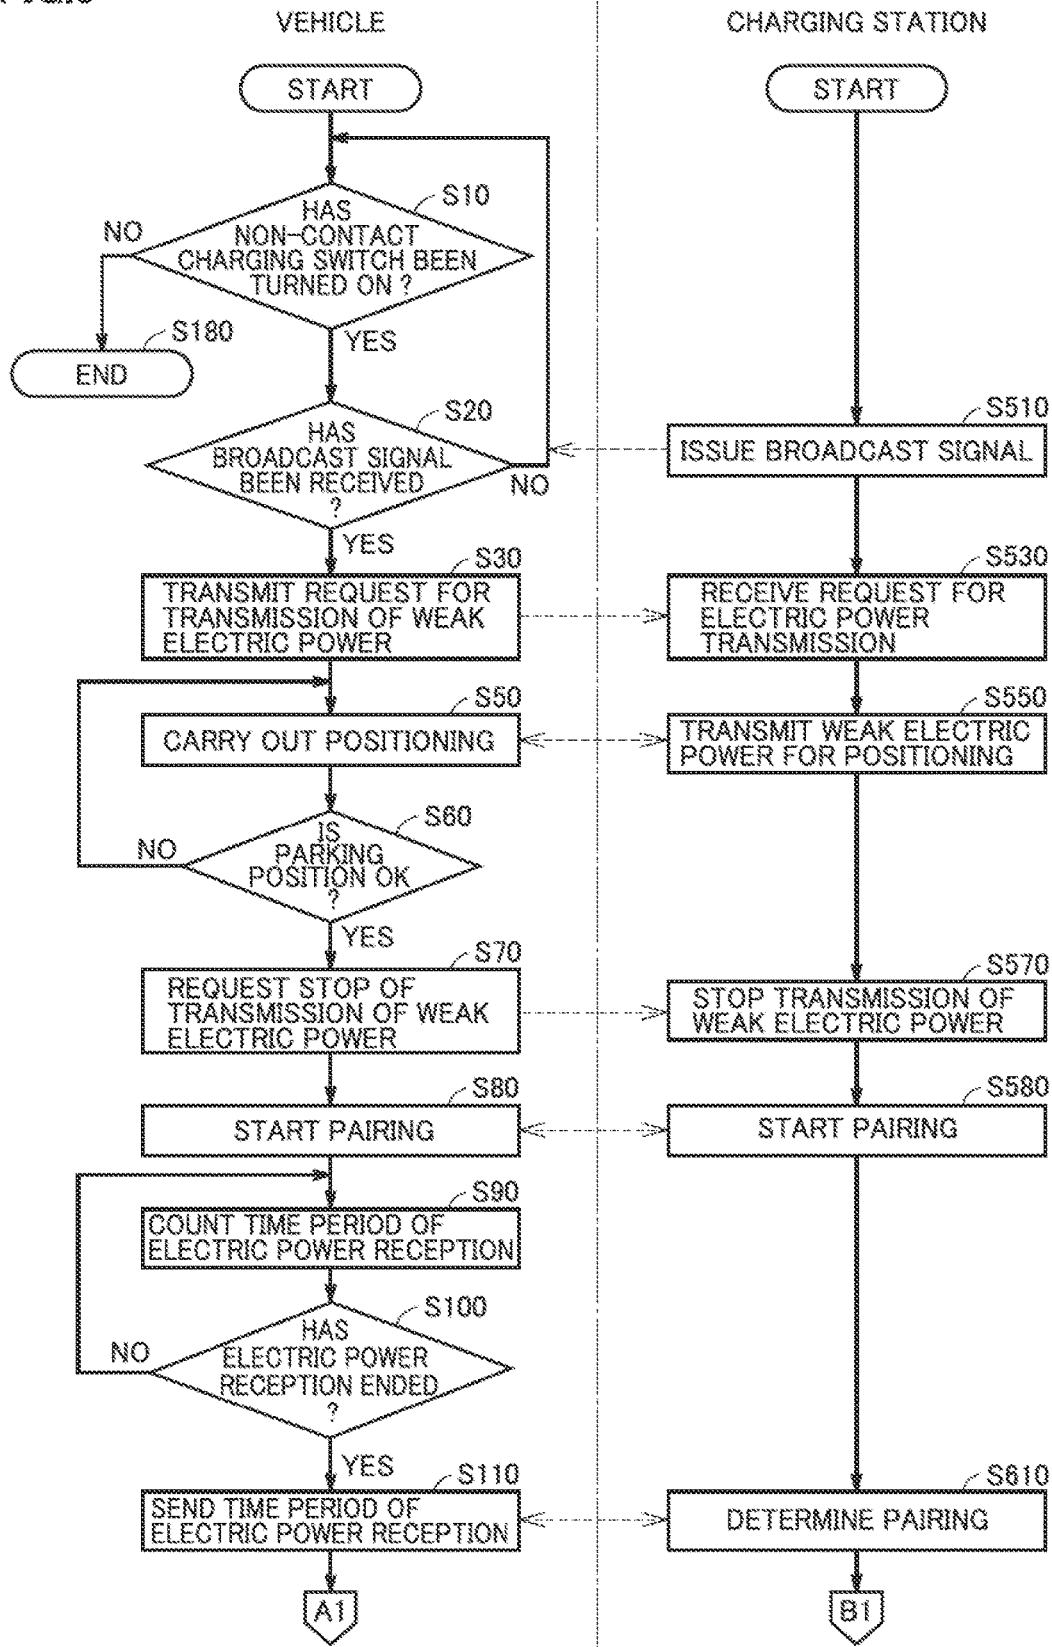 VEHICLE
CHARGING STATION
START
START
S10
HAS
NON-CONTACT
CHARGING SWITCH BEEN
TURNED ON ?
NO
YES
S180
END
S20
HAS
BROADCAST SIGNAL
BEEN RECEIVED
?
NO
YES
S510
ISSUE BROADCAST SIGNAL
S30
TRANSMIT REQUEST FOR
TRANSMISSION OF WEAK
ELECTRIC POWER
S530
RECEIVE REQUEST FOR
ELECTRIC POWER
TRANSMISSION
S50
CARRY OUT POSITIONING
S550
TRANSMIT WEAK ELECTRIC
POWER FOR POSITIONING
S60
IS
PARKING
POSITION OK
?
NO
YES
S70
REQUEST STOP OF
TRANSMISSION OF WEAK
ELECTRIC POWER
S570
STOP TRANSMISSION OF
WEAK ELECTRIC POWER
S80
START PAIRING
S580
START PAIRING
S90
COUNT TIME PERIOD OF
ELECTRIC POWER RECEPTION
S100
HAS
ELECTRIC POWER
RECEPTION ENDED
?
NO
YES
S110
SEND TIME PERIOD OF
ELECTRIC POWER RECEPTION
S610
DETERMINE PAIRING
A1
B1